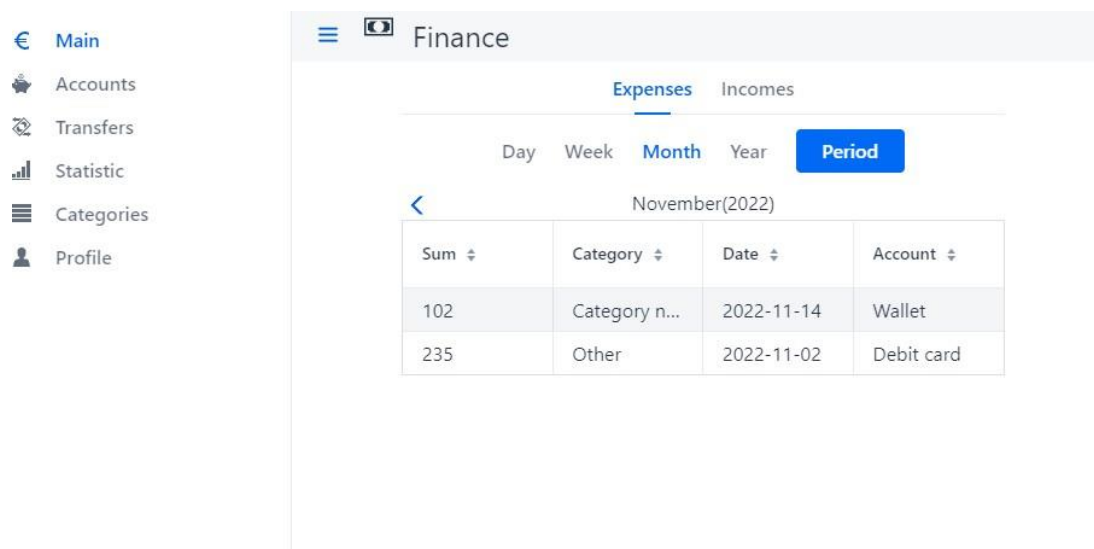 Main
Accounts
Transfers
Statistic
Categories
Profile
Finance
Expenses Incomes
Day Week Month Year Period
November(2022)
Sum Category Date Account
102 Category n... 2022-11-14 Wallet
235 Other 2022-11-02 Debit card